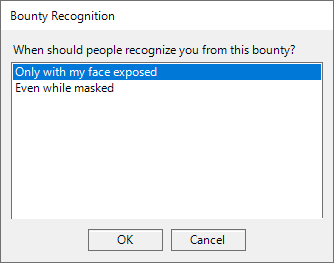 Bounty Recognition
When should people recognize you from this bounty?
Only with my face exposed
Even while masked
OK
Cancel